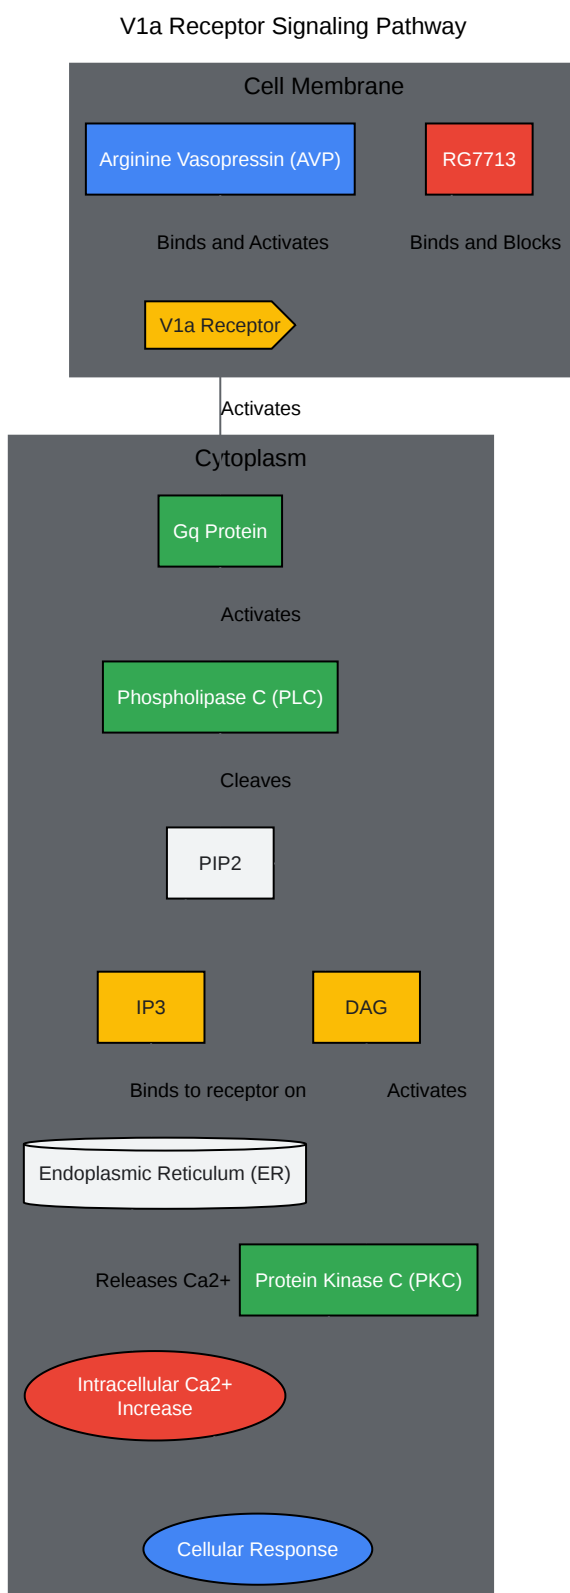 V1a Receptor Signaling Pathway
Cell Membrane
Arginine Vasopressin (AVP)
RG7713
Binds and Activates
Binds and Blocks
V1a Receptor
Activates
Cytoplasm
Gq Protein
Activates
Phospholipase C (PLC)
Cleaves
PIP2
IP3
DAG
Binds to receptor on
Activates
Endoplasmic Reticulum (ER)
Releases Ca2+
Protein Kinase C (PKC)
Intracellular Ca2+
Increase
Cellular Response